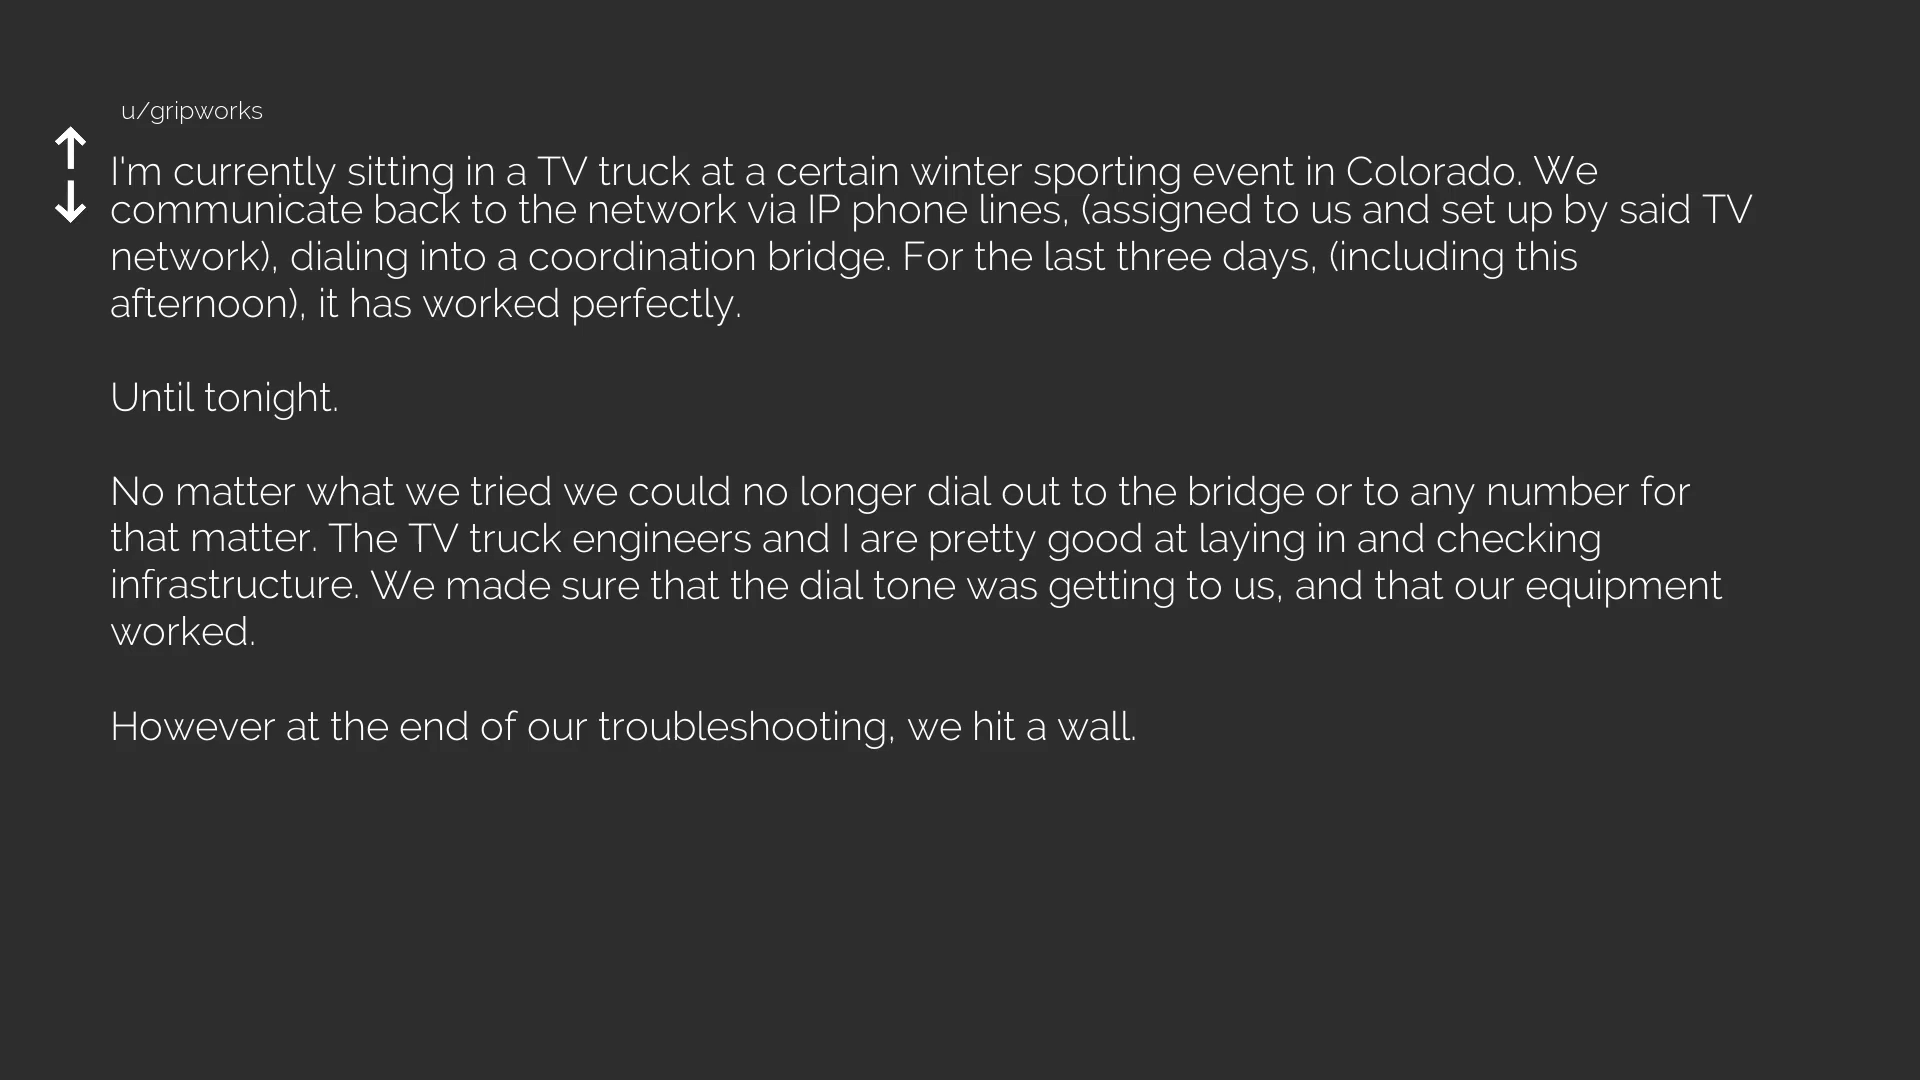 u/gripworks
I'm currently sitting in a TV truck at a certain winter sporting event in Colorado. We
communicate back to the network via IP phone lines, (assigned to us and set up by said TV
network), dialing into a coordination bridge. For the last three days, (including this
afternoon), it has worked perfectly.
Until tonight.
No matter what we tried we could no longer dial out to the bridge or to any number for
that matter. The TV truck engineers and I are pretty good at laying in and checking
infrastructure. We made sure that the dial tone was getting to us, and that our equipment
worked.
However at the end of our troubleshooting, we hit a wall.